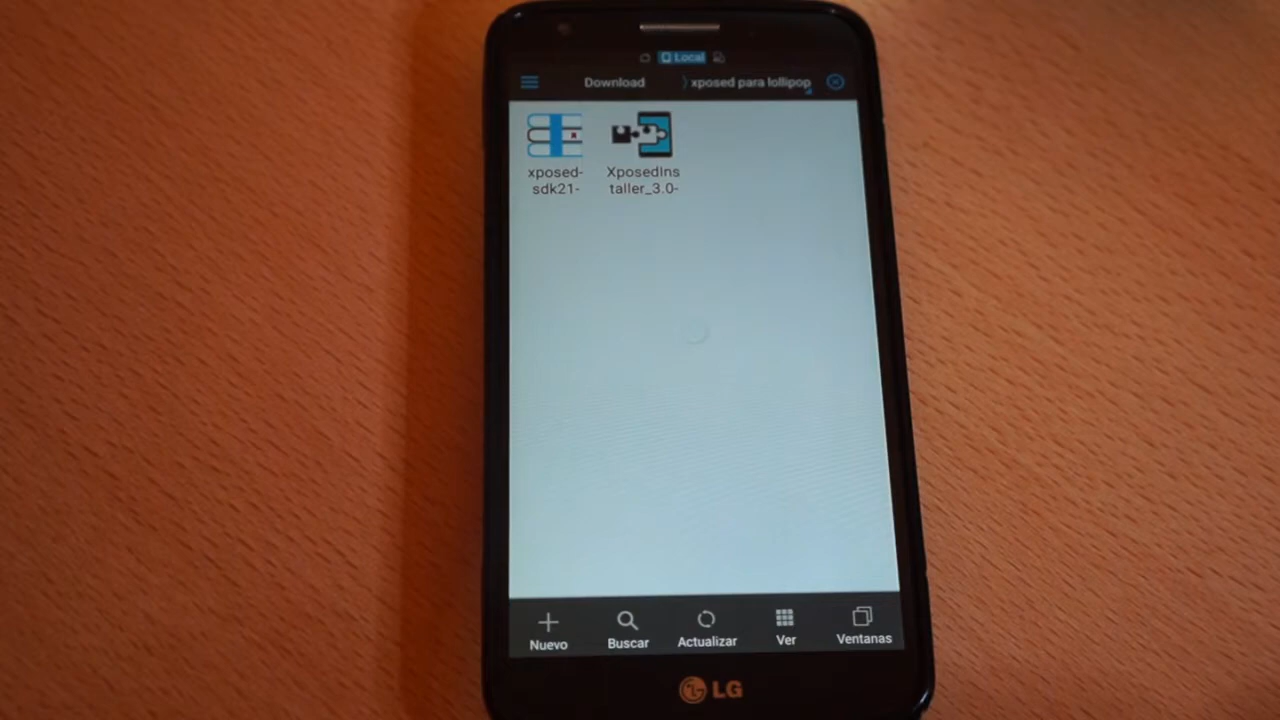 Local
Download
xposed para lollipop
xposed-
sdk21-
XposedIns
taller_3.0-
Nuevo
Buscar
Actualizar
Ver
Ventanas
LG